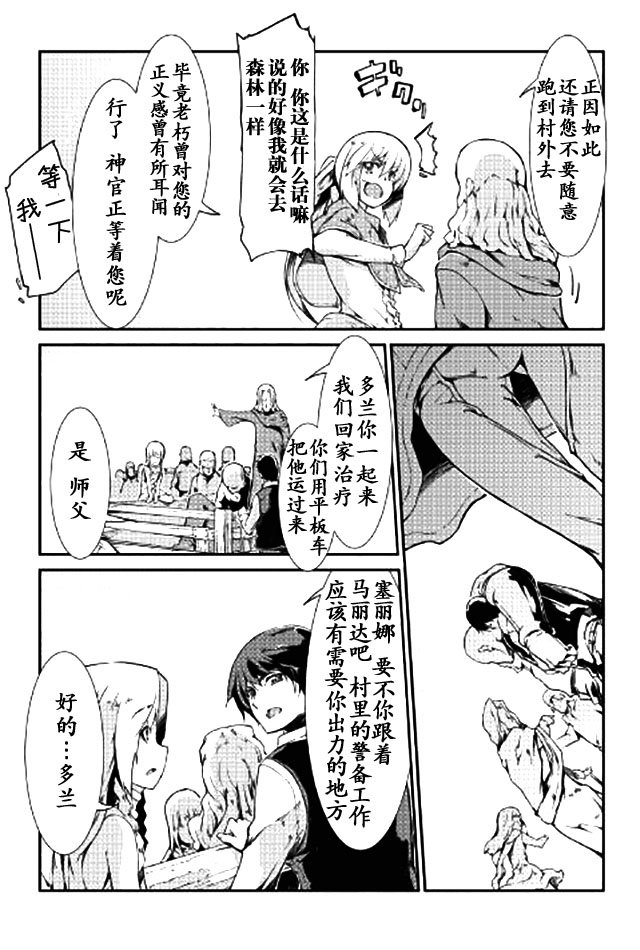 正因如此
还请您不要随意
跑到村外去
你 你这是什么话嘛
说的好像我就会去
森林一样
毕竟老朽曾对您的
正义感曾有所耳闻
行了 神官正等着您呢
等一下
我——
多兰你一起来
我们回家治疗
你们用平板车
把他运过来
是 师父
塞丽娜 要不你跟着
马丽达吧 村里的警备工作
应该有需要你出力的地方
好的…多兰